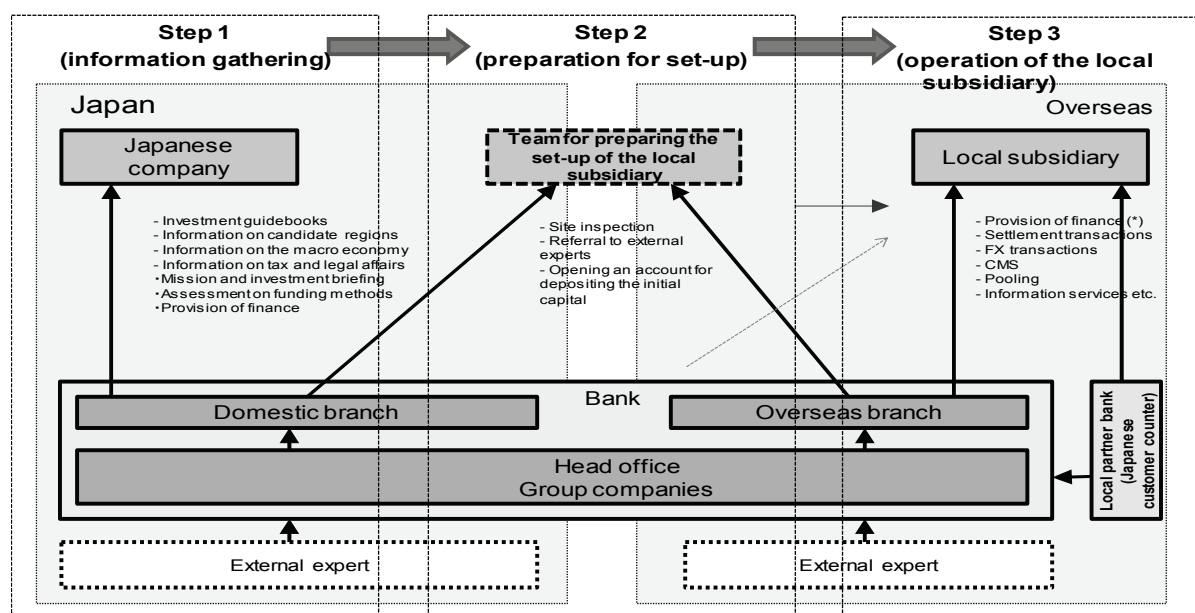 Step 1
(information gathering)
Step 2
(preparation for set-up)
Step 3
(operation of the local
subsidiary)
Japan
Overseas
Japanese
company
Team for preparing the
set-up of the local
subsidiary
Local subsidiary
- Investment guidebooks
- Information on candidate regions
- Information on the macro economy
- Information on tax and legal affairs
・Mission and investment briefing
・Assessment on funding methods
・Provision of finance
- Site inspection
- Referral to external
experts
- Opening an account for
depositing the initial
capital
- Provision of finance (*)
- Settlement transactions
- FX transactions
- CMS
- Pooling
- Information services etc.
Bank
Domestic branch
Overseas branch
Head office
Group companies
Local partner bank
(Japanese
customer counter)
External expert
External expert